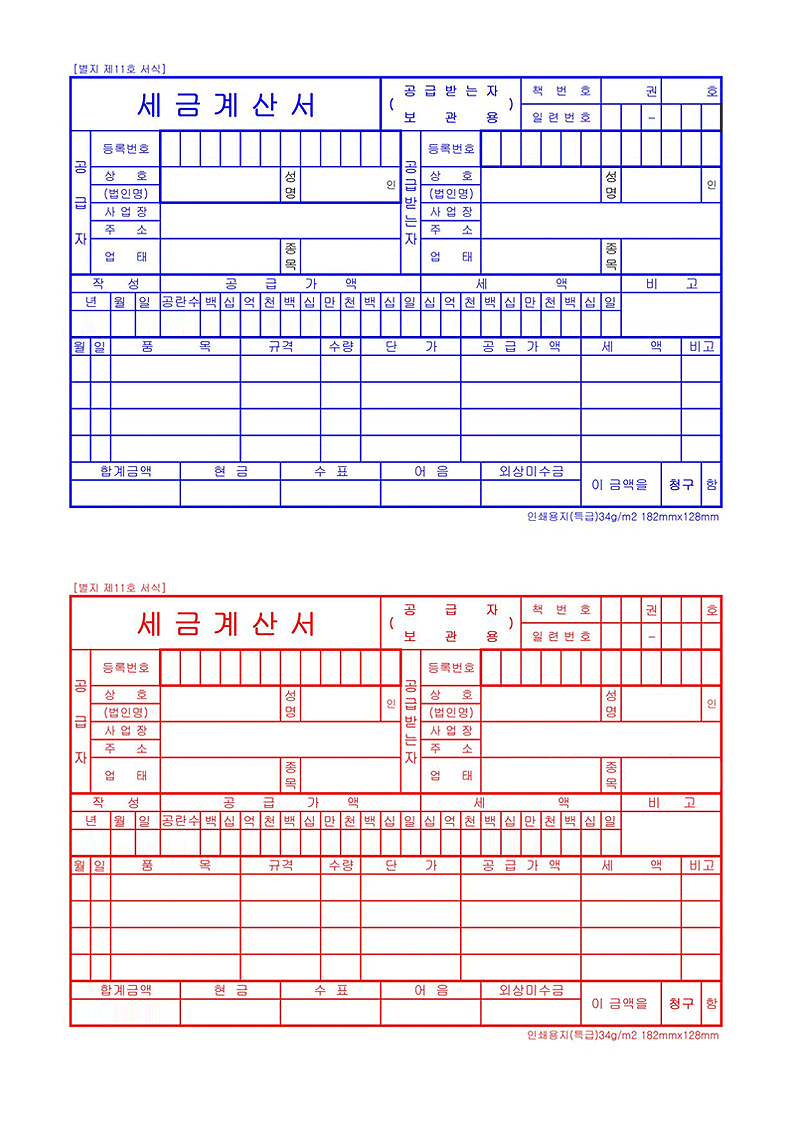 [별지 제11호 서식]
세 금 계 산 서
( 공 급 받 는 자 보 관 용 )
책 번 호 권 호
일 련 번 호 -
공 급 자
등록번호
상 호 (법인명) 성 명 인
사 업 장 주 소
업 태 종 목
공 급 받 는 자
등록번호
상 호 (법인명) 성 명 인
사 업 장 주 소
업 태 종 목
작 성 공 급 가 액 세 액 비 고
년 월 일 공란수 백 십 억 천 백 십 만 천 백 십 일 십 억 천 백 십 만 천 백 십 일
월 일 품 목 규격 수량 단 가 공 급 가 액 세 액 비고
합계금액 현 금 수 표 어 음 외상미수금
이 금액을 청구 함
인쇄용지(특급)34g/m2 182mmx128mm
[별지 제11호 서식]
세 금 계 산 서
( 공 급 자 보 관 용 )
책 번 호 권 호
일 련 번 호 -
공 급 자
등록번호
상 호 (법인명) 성 명 인
사 업 장 주 소
업 태 종 목
공 급 받 는 자
등록번호
상 호 (법인명) 성 명 인
사 업 장 주 소
업 태 종 목
작 성 공 급 가 액 세 액 비 고
년 월 일 공란수 백 십 억 천 백 십 만 천 백 십 일 십 억 천 백 십 만 천 백 십 일
월 일 품 목 규격 수량 단 가 공 급 가 액 세 액 비고
합계금액 현 금 수 표 어 음 외상미수금
이 금액을 청구 함
인쇄용지(특급)34g/m2 182mmx128mm